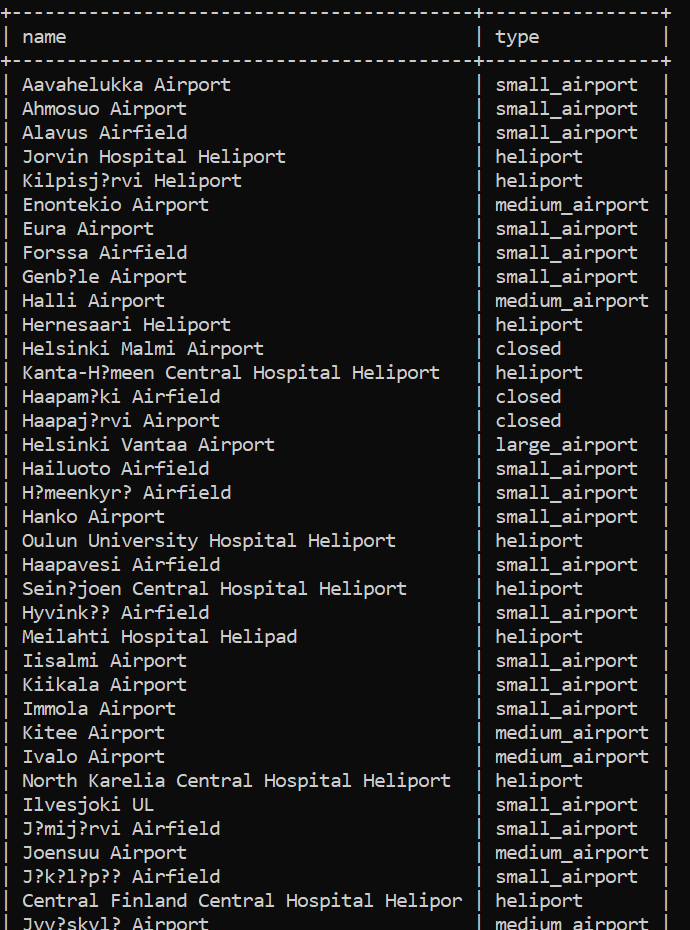 +------------------------------------------+---------------+
| name                                     | type          |
+------------------------------------------+---------------+
| Aavahelukka Airport                      | small_airport |
| Ahmosuo Airport                          | small_airport |
| Alavus Airfield                          | small_airport |
| Jorvin Hospital Heliport                 | heliport      |
| Kilpisj?rvi Heliport                     | heliport      |
| Enontekio Airport                        | medium_airport |
| Eura Airport                             | small_airport |
| Forssa Airfield                          | small_airport |
| Genb?le Airport                          | small_airport |
| Halli Airport                            | medium_airport |
| Hernesaari Heliport                      | heliport      |
| Helsinki Malmi Airport                   | closed        |
| Kanta-H?meen Central Hospital Heliport   | heliport      |
| Haapam?ki Airfield                       | closed        |
| Haapaj?rvi Airport                       | closed        |
| Helsinki Vantaa Airport                  | large_airport |
| Hailuoto Airfield                        | small_airport |
| H?meenkyr? Airfield                      | small_airport |
| Hanko Airport                            | small_airport |
| Oulun University Hospital Heliport       | heliport      |
| Haapavesi Airfield                       | small_airport |
| Sein?joen Central Hospital Heliport      | heliport      |
| Hyvink?? Airfield                        | small_airport |
| Meilahti Hospital Helipad                | heliport      |
| Iisalmi Airport                          | small_airport |
| Kiikala Airport                          | small_airport |
| Immola Airport                           | small_airport |
| Kitee Airport                            | medium_airport |
| Ivalo Airport                            | medium_airport |
| North Karelia Central Hospital Heliport  | heliport      |
| Ilvesjoki UL                             | small_airport |
| J?mij?rvi Airfield                       | small_airport |
| Joensuu Airport                          | medium_airport |
| J?k?l?p?? Airfield                       | small_airport |
| Central Finland Central Hospital Helipor | heliport      |
| Jyv?skyl? Airport                        | medium_airport |